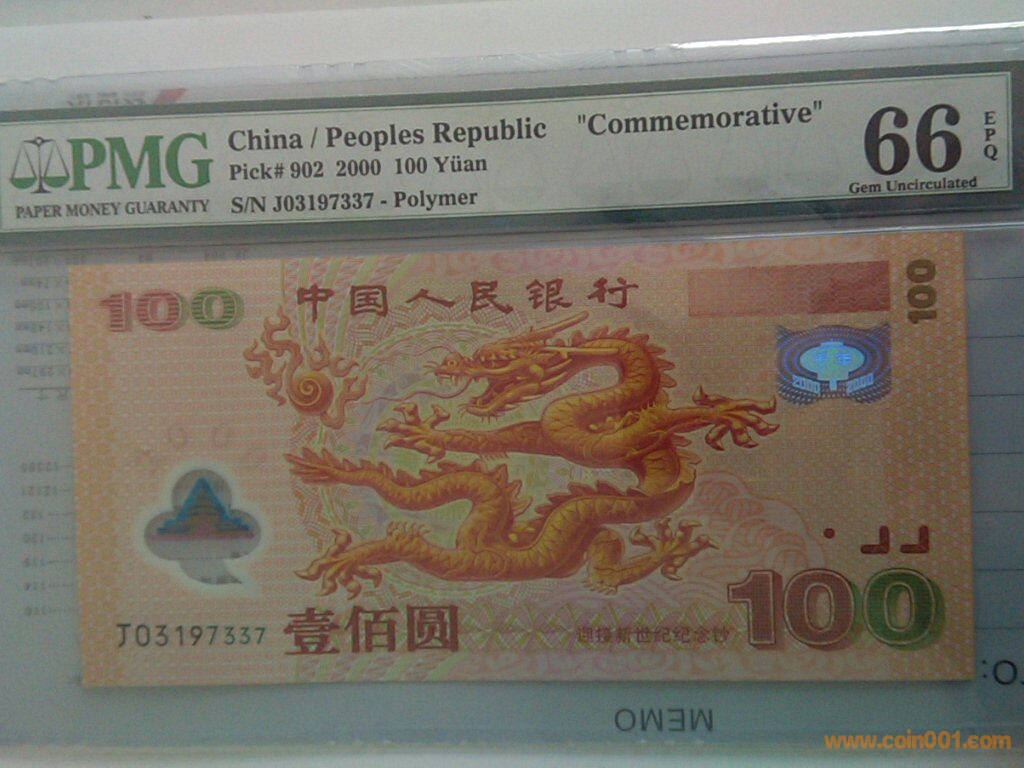 PMG
PAPER MONEY GUARANTY
China / Peoples Republic "Commemorative"
Pick# 902 2000 100 Yüan
S/N J03197337 - Polymer
66
EPQ
Gem Uncirculated
100
中国人民银行
100
2000 2000
J03197337
壹佰圆
迎接新世纪纪念钞
100
MEMO
www.coin001.com